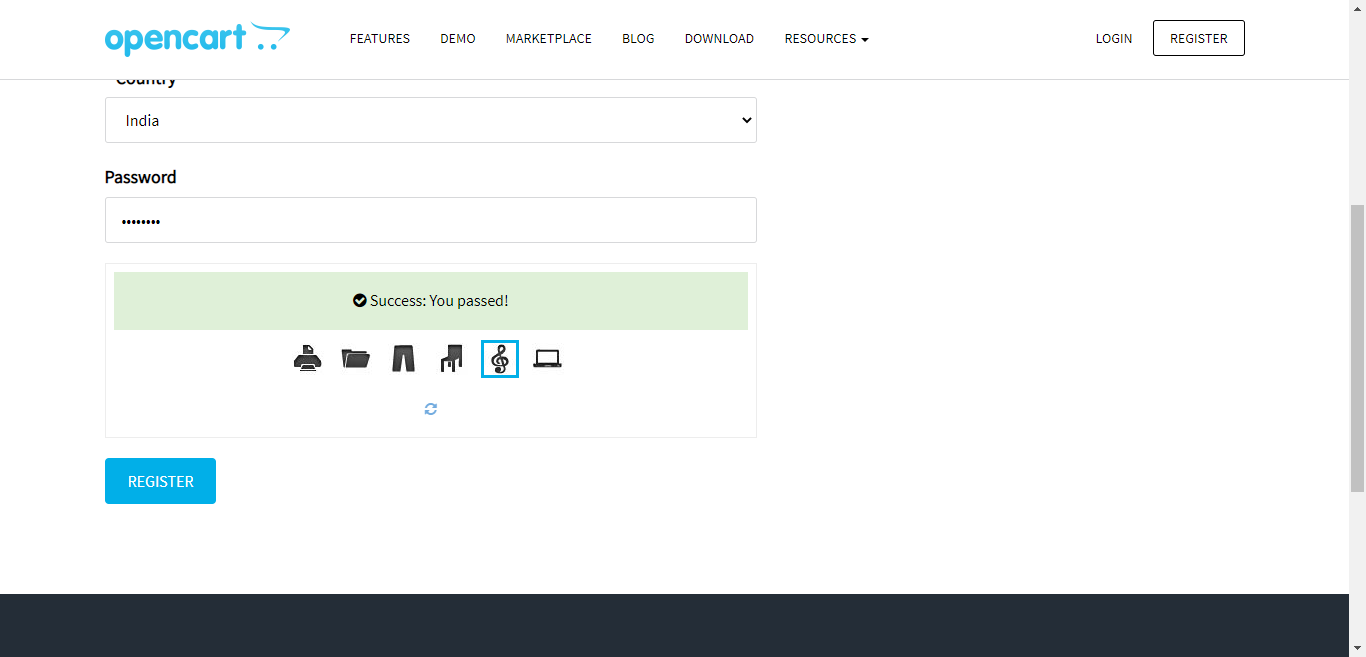 opencart
FEATURES DEMO MARKETPLACE BLOG DOWNLOAD RESOURCES LOGIN REGISTER
Country
India
Password
••••••••
Success: You passed!
REGISTER